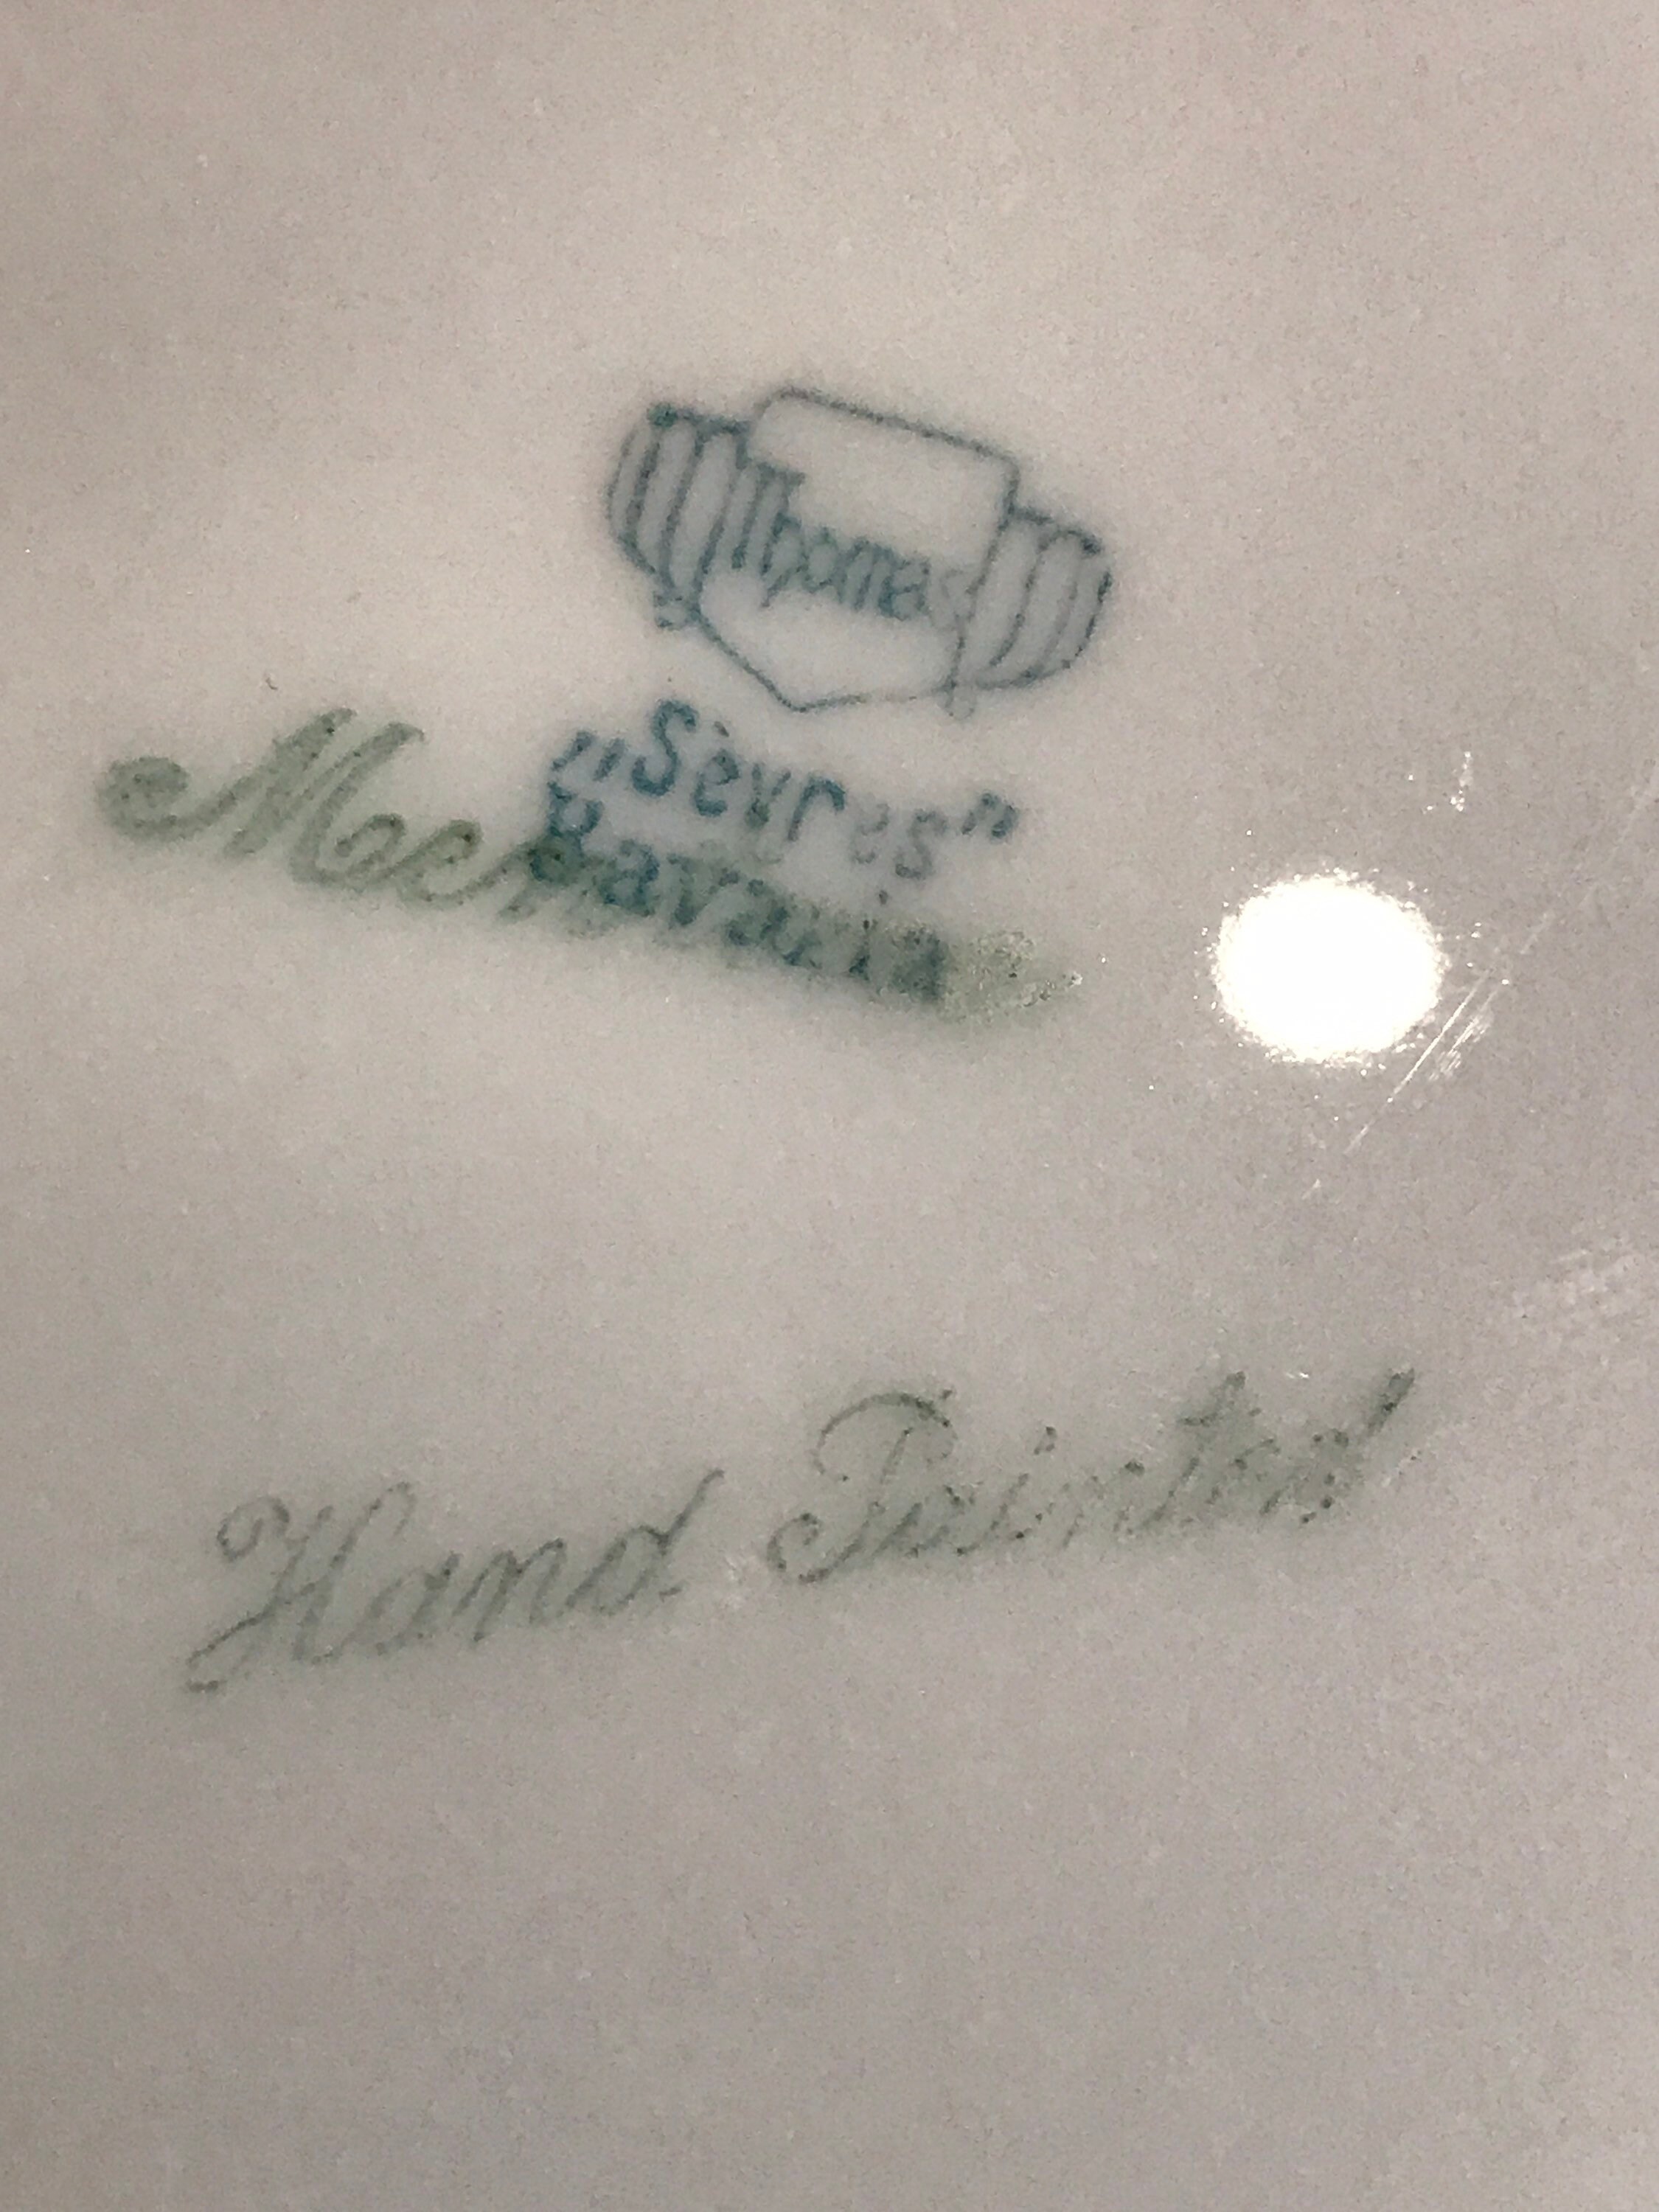 Thomas
„Sèvres"
Bavaria
Hand Painted